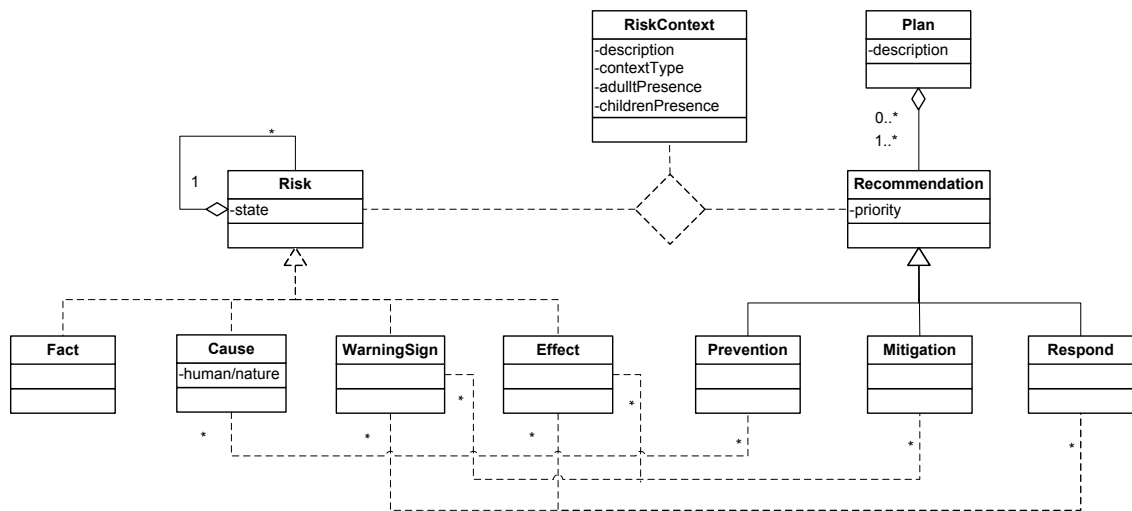 RiskContext
-description
-contextType
-adulltPresence
-childrenPresence
Plan
-description
0..*
1..*
*
1
Risk
-state
Recommendation
-priority
Fact
Cause
-human/nature
WarningSign
Effect
Prevention
Mitigation
Respond
*
*
*
*
*
*
*
*